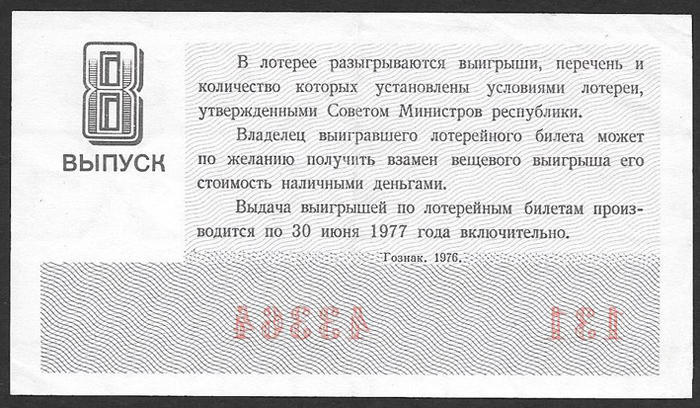 8
ВЫПУСК
В лотерее разыгрываются выигрыши, перечень и
количество которых установлены условиями лотереи,
утвержденными Советом Министров республики.
Владелец выигравшего лотерейного билета может
по желанию получить взамен вещевого выигрыша его
стоимость наличными деньгами.
Выдача выигрышей по лотерейным билетам произ-
водится по 30 июня 1977 года включительно.
Гознак. 1976.
131 43364